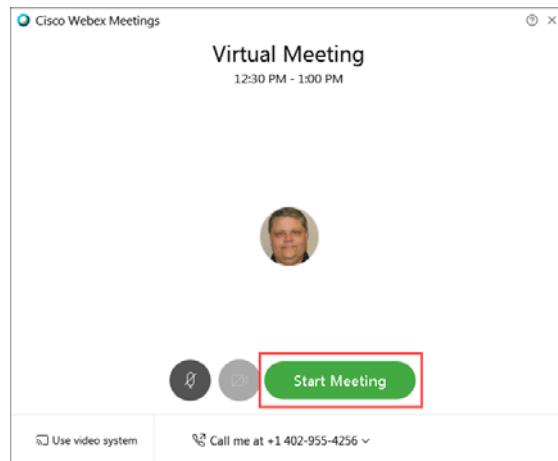 Cisco Webex Meetings
Virtual Meeting
12:30 PM - 1:00 PM
Start Meeting
Use video system
Call me at +1 402-955-4256